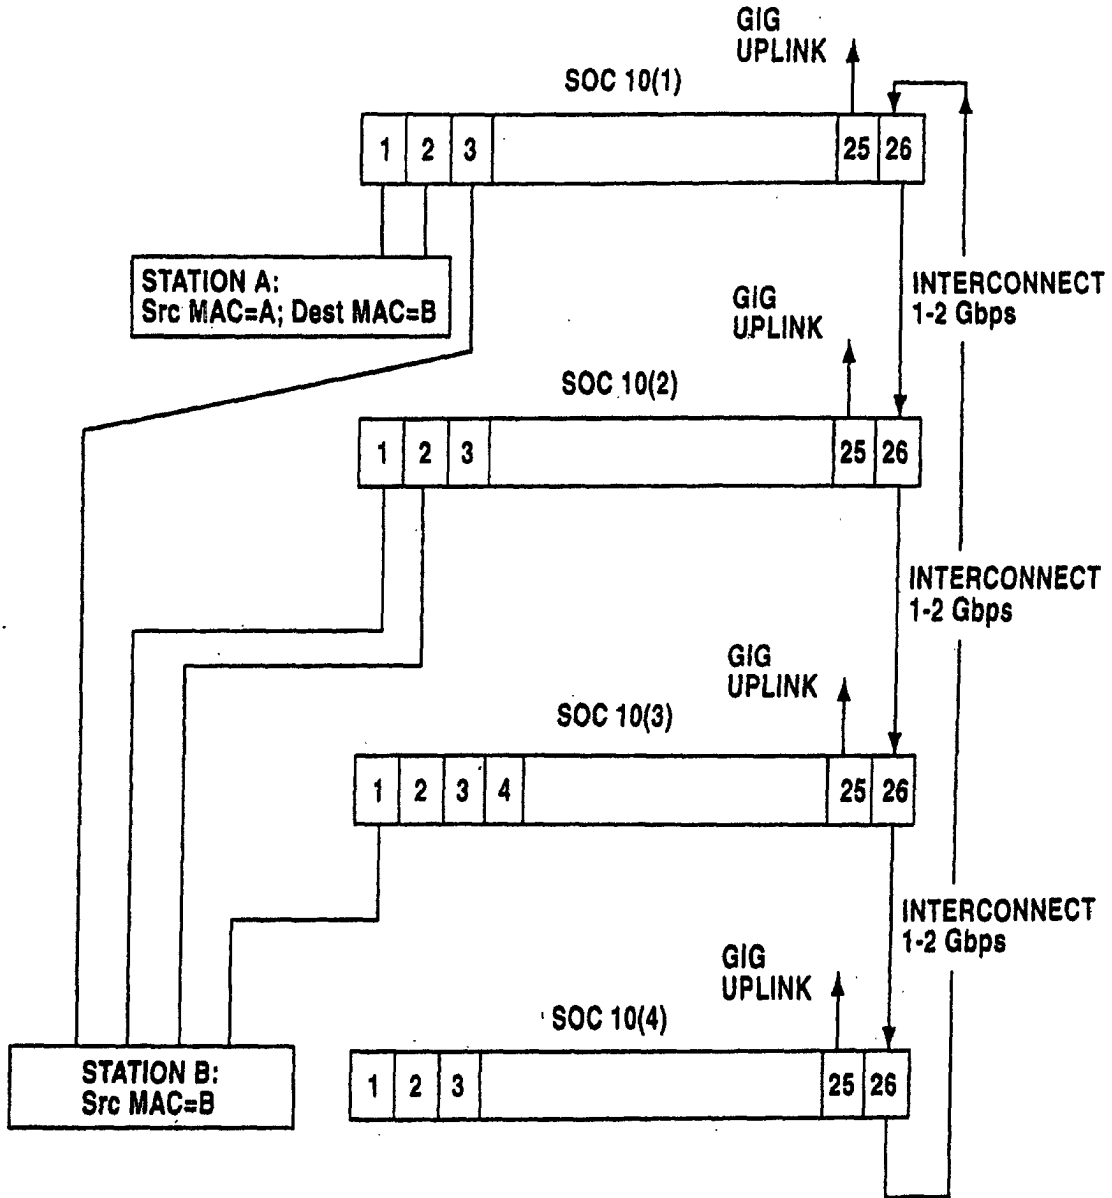 GIG
UPLINK
SOC 10(1)
1 2 3 25 26
STATION A:
Src MAC=A; Dest MAC=B
INTERCONNECT
1-2 Gbps
GIG
UPLINK
SOC 10(2)
1 2 3 25 26
INTERCONNECT
1-2 Gbps
GIG
UPLINK
SOC 10(3)
1 2 3 4 25 26
INTERCONNECT
1-2 Gbps
GIG
UPLINK
SOC 10(4)
STATION B:
Src MAC=B
1 2 3 25 26